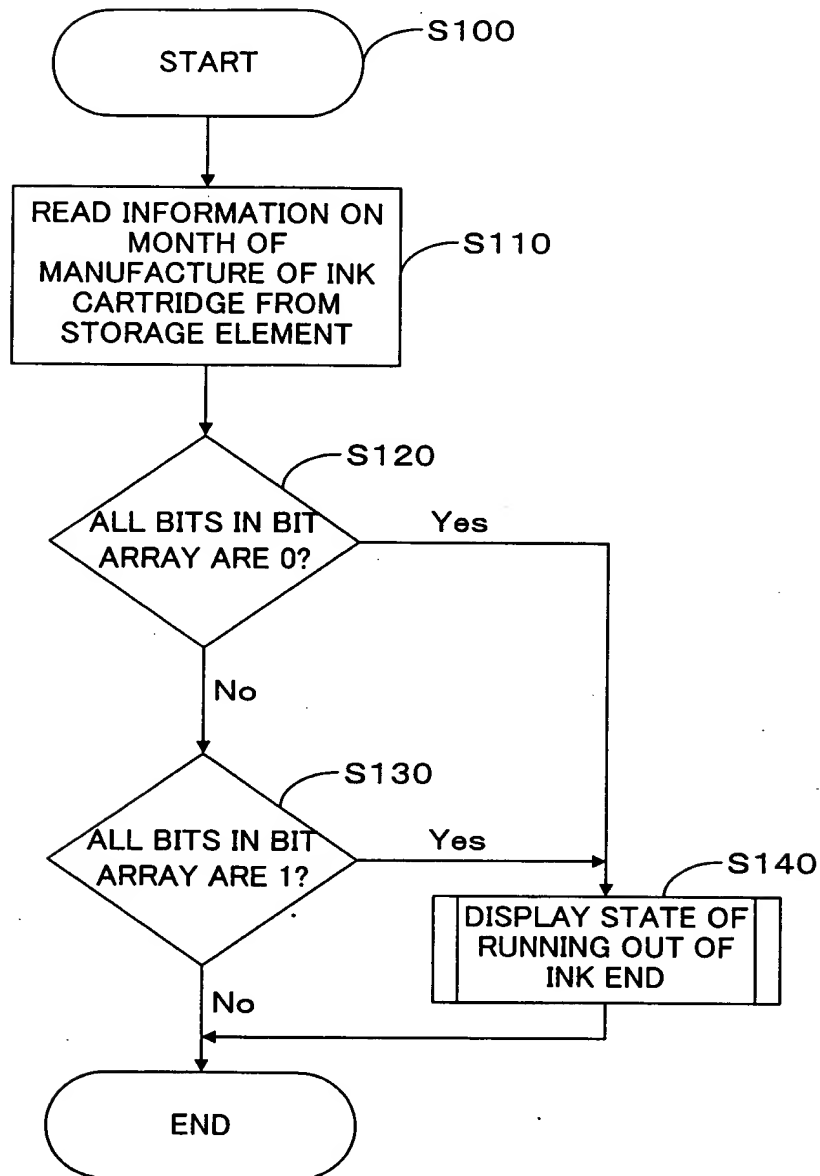 START
S100
READ INFORMATION ON
MONTH OF
MANUFACTURE OF INK
CARTRIDGE FROM
STORAGE ELEMENT
S110
S120
ALL BITS IN BIT
ARRAY ARE 0?
Yes
No
S130
ALL BITS IN BIT
ARRAY ARE 1?
Yes
S140
DISPLAY STATE OF
RUNNING OUT OF
INK END
No
END